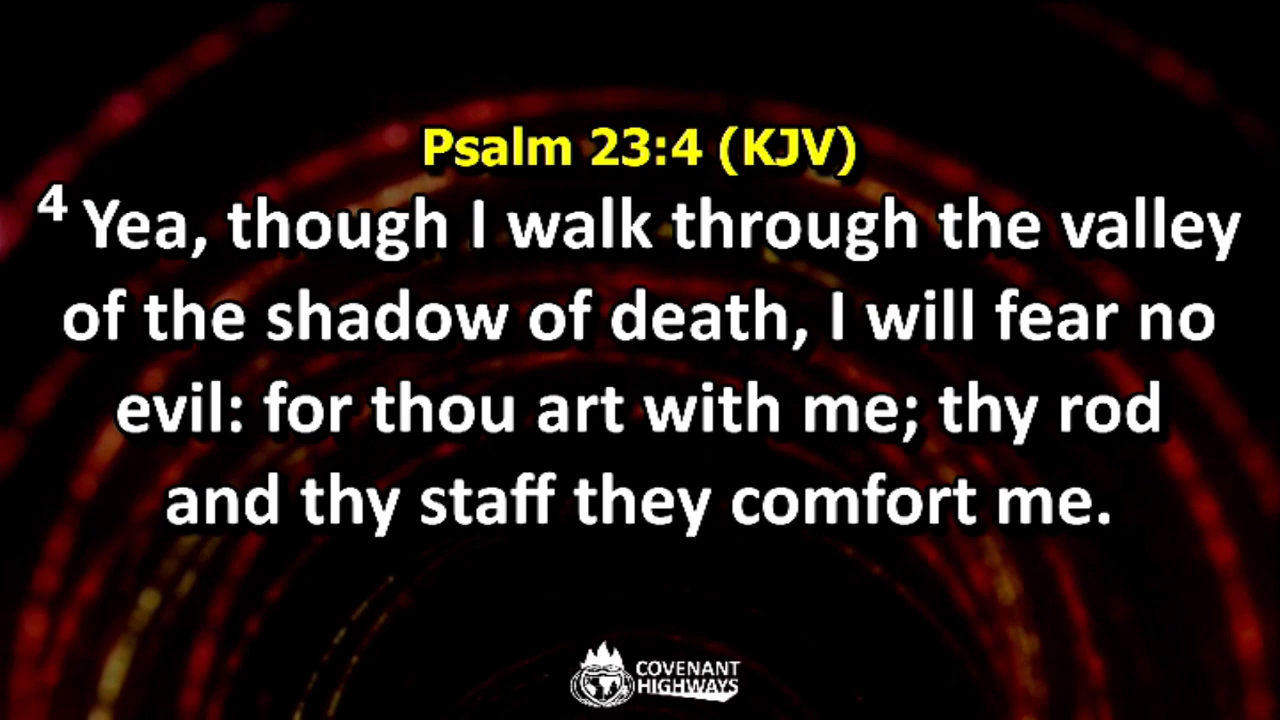 Psalm 23:4 (KJV)
4 Yea, though I walk through the valley
of the shadow of death, I will fear no
evil: for thou art with me; thy rod
and thy staff they comfort me.
COVENANT
HIGHWAYS